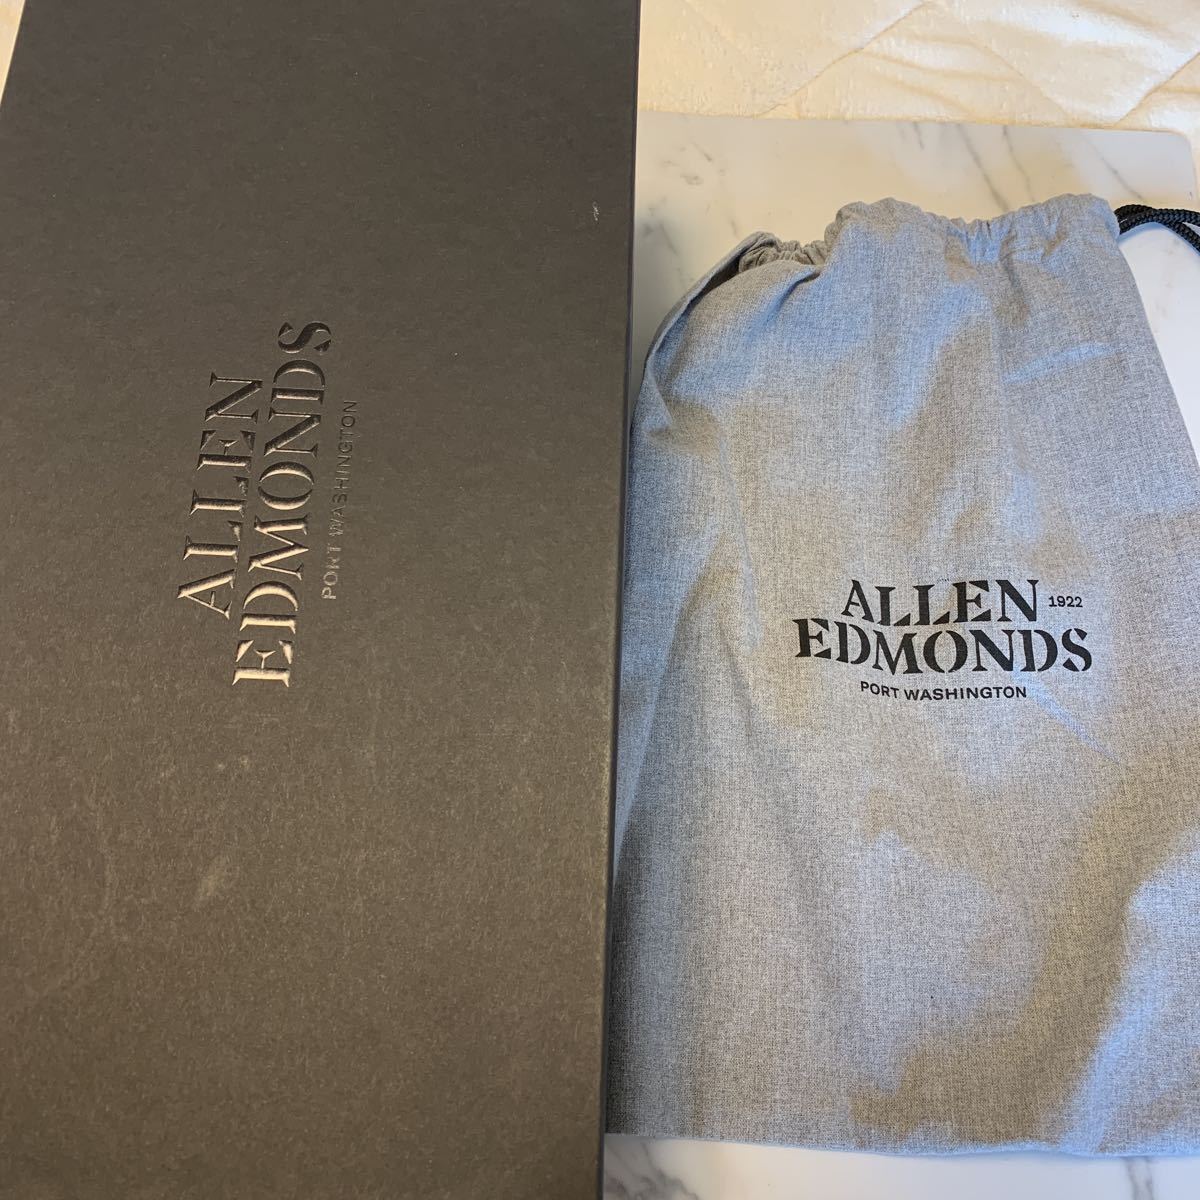 ALLEN
EDMONDS
PORT WASHINGTON
ALLEN 1922
EDMONDS
PORT WASHINGTON